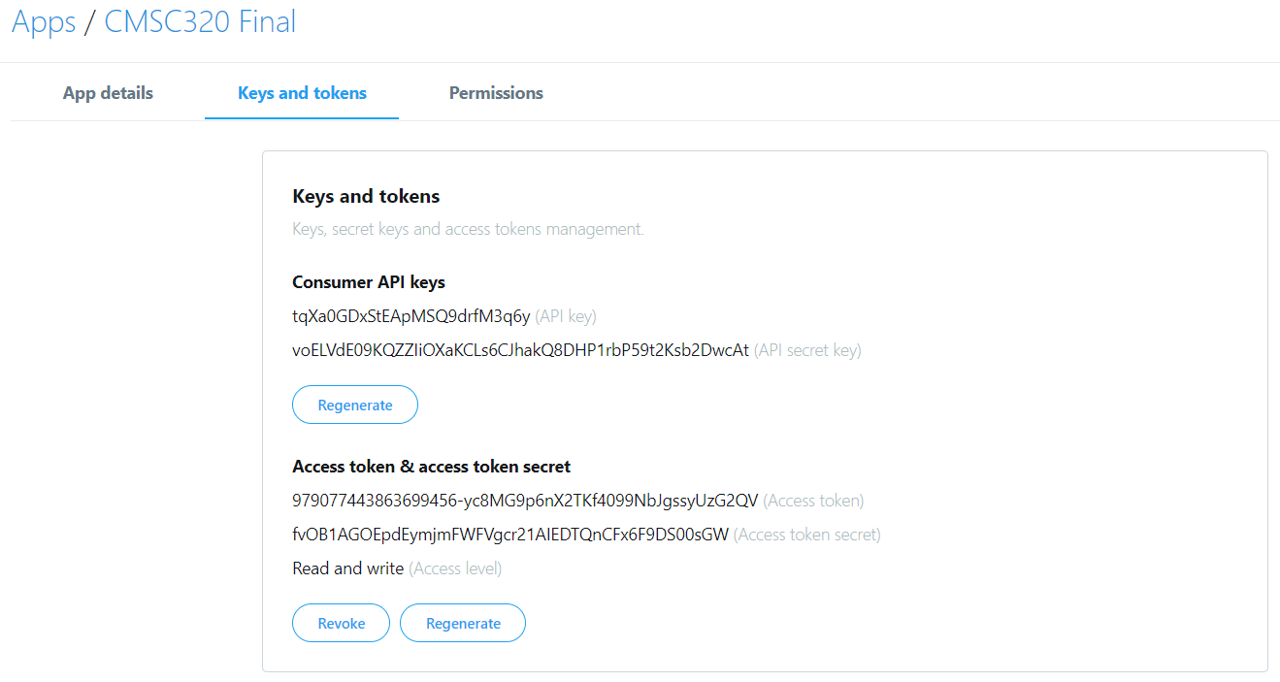 Apps / CMSC320 Final
App details Keys and tokens Permissions
Keys and tokens
Keys, secret keys and access tokens management.
Consumer API keys
tqXa0GDxStEApMSQ9drfM3q6y (API key)
(API secret key)
Regenerate
Access token & access token secret
979077443863699456-yc8MG9p6nX2TKf4099NbJgssyUzG2QV (Access token)
(Access token secret)
Read and write (Access level)
Revoke Regenerate